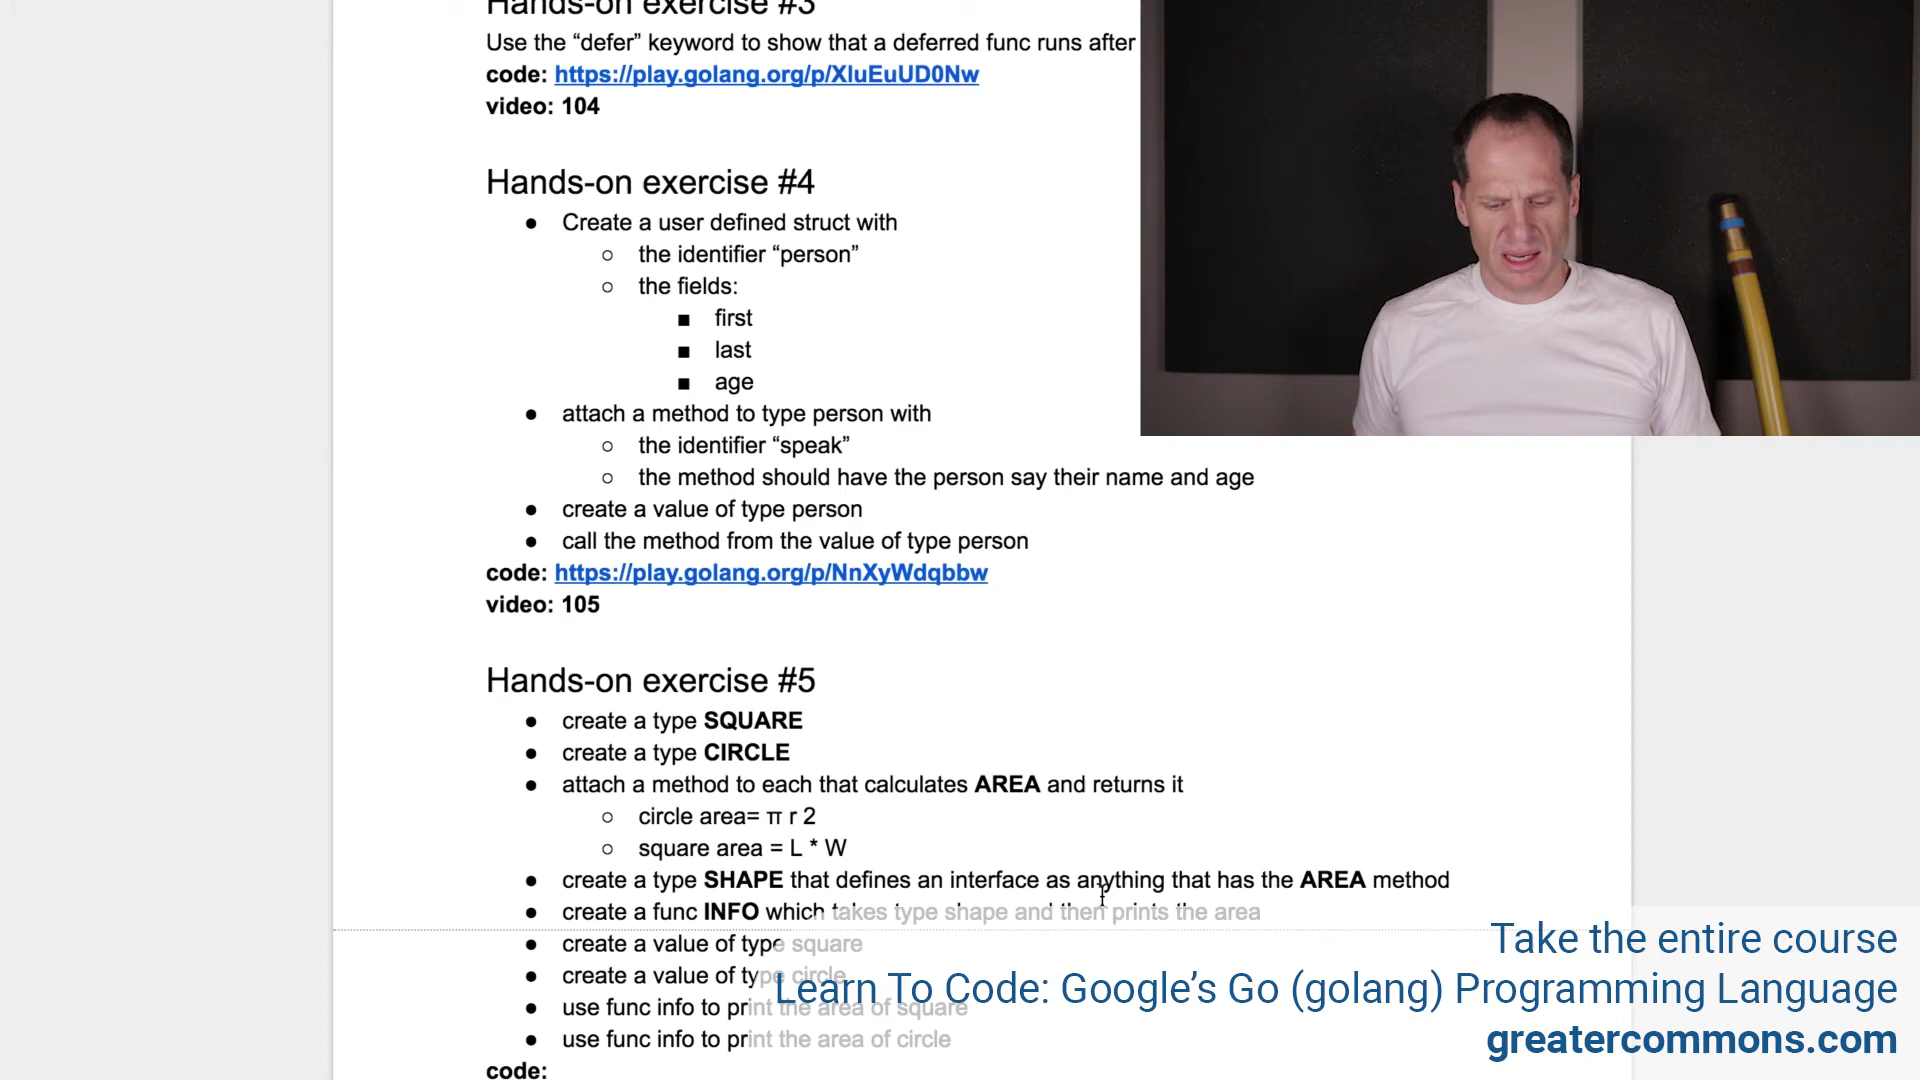 Hands-on exercise #3
Use the “defer” keyword to show that a deferred func runs after
code: https://play.golang.org/p/XluEuUD0Nw
video: 104
Hands-on exercise #4
● Create a user defined struct with
○ the identifier “person”
○ the fields:
■ first
■ last
■ age
● attach a method to type person with
○ the identifier “speak”
○ the method should have the person say their name and age
● create a value of type person
● call the method from the value of type person
code: https://play.golang.org/p/NnXyWdqbbw
video: 105
Hands-on exercise #5
● create a type SQUARE
● create a type CIRCLE
● attach a method to each that calculates AREA and returns it
○ circle area= π r 2
○ square area = L * W
● create a type SHAPE that defines an interface as anything that has the AREA method
● create a func INFO which takes type shape and then prints the area
● create a value of type square
● create a value of type circle
● use func info to print the area of square
● use func info to print the area of circle
code:
Take the entire course
Learn To Code: Google’s Go (golang) Programming Language
greatercommons.com